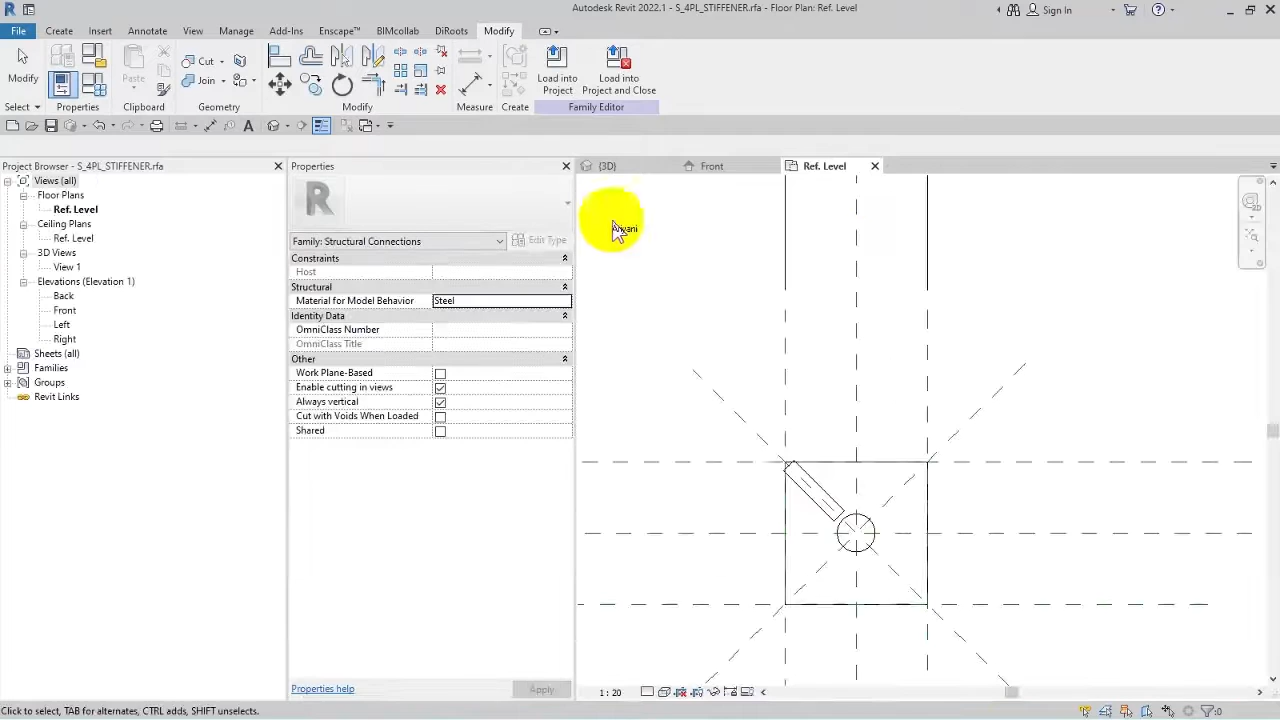 Autodesk Revit 2022.1 - S_4PL_STIFFENER.rfa - Floor Plan: Ref. Level
Sign In
File Create Insert Annotate View Manage Add-Ins Enscape™ BIMcollab DiRoots Modify
Modify
Paste
Cut
Join
Load into Project
Load into Project and Close
Select Properties Clipboard Geometry Modify Measure Create Family Editor
Project Browser - S_4PL_STIFFENER.rfa
Views (all)
Floor Plans
Ref. Level
Ceiling Plans
Ref. Level
3D Views
View 1
Elevations (Elevation 1)
Back
Front
Left
Right
Sheets (all)
Families
Groups
Revit Links
Properties
Family: Structural Connections
Edit Type
Constraints
Host
Structural
Material for Model Behavior Steel
Identity Data
OmniClass Number
OmniClass Title
Other
Work Plane-Based
Enable cutting in views
Always vertical
Cut with Voids When Loaded
Shared
Properties help
Apply
{3D}
Front
Ref. Level
1 : 20
Click to select, TAB for alternates, CTRL adds, SHIFT unselects.
:0